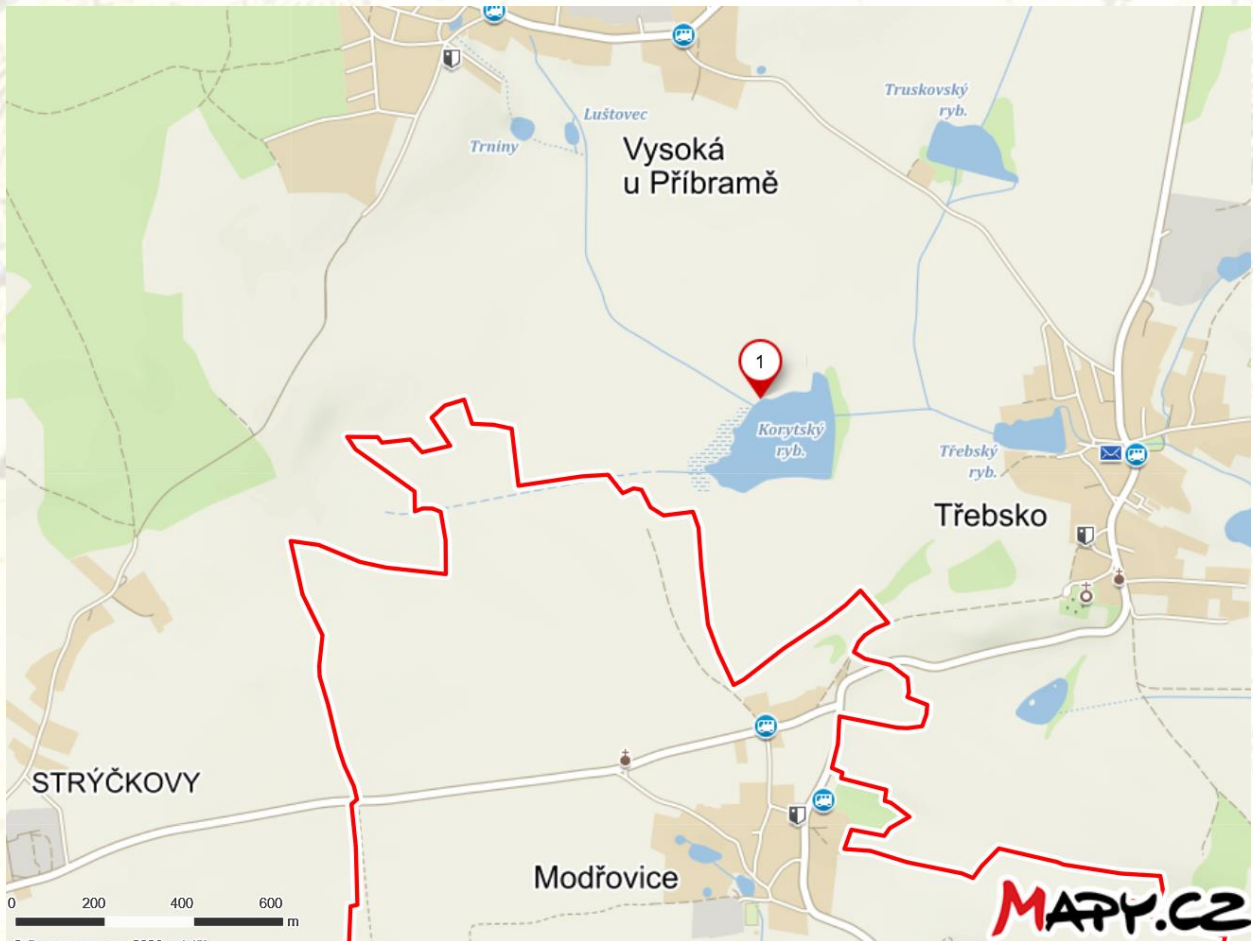 Luštovec
Trniny
Truskovský
ryb.
Vysoká
u Příbramě
1
Korytský
ryb.
Třebský
ryb.
Třebsko
STRÝČKOVY
Modřovice
0 200 400 600
m
MAPY.CZ